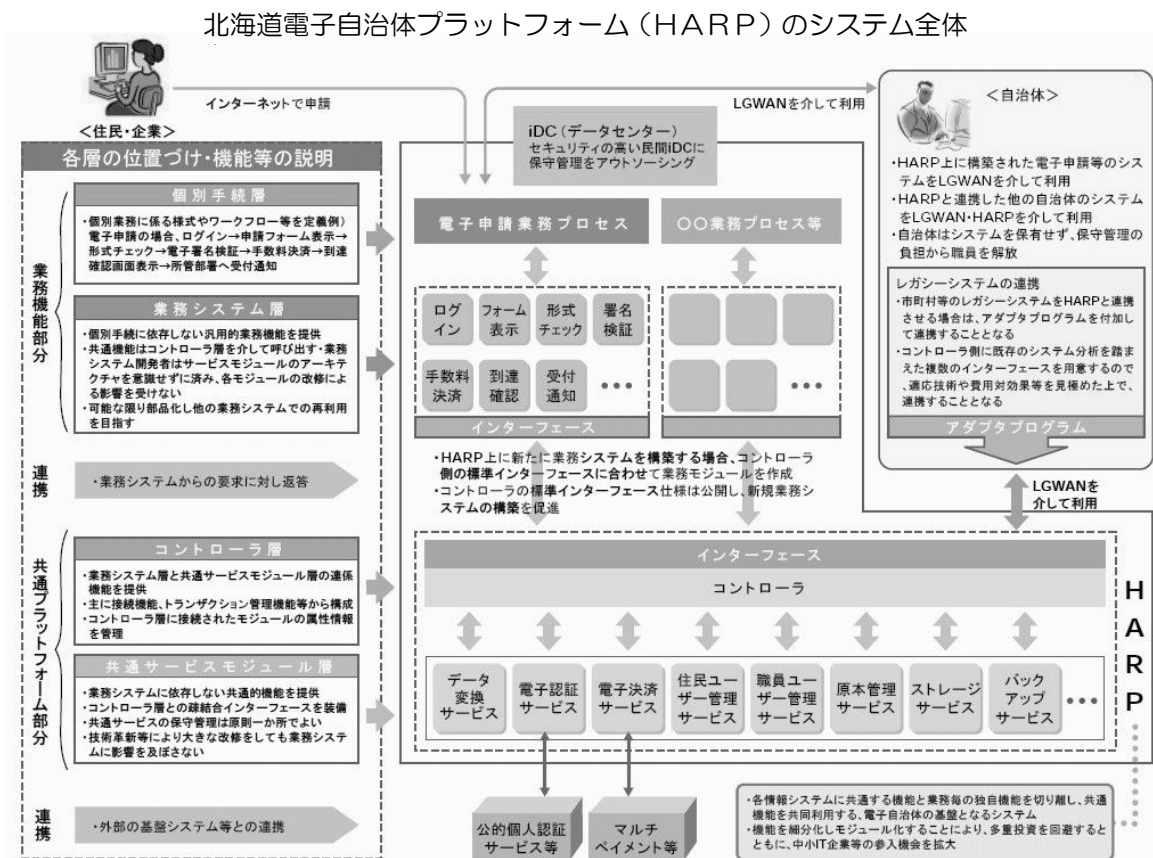 北海道電子自治体プラットフォーム（ＨＡＲＰ）のシステム全体
インターネットで申請
LGWANを介して利用
＜住民・企業＞
各層の位置づけ・機能等の説明
業務機能部分
個別手続層
・個別業務に係る様式やワークフロー等を定義例）
電子申請の場合、ログイン→申請フォーム表示→
形式チェック→電子署名検証→手数料決済→到達
確認画面表示→所管部署へ受付通知
業務システム層
・個別手続に依存しない汎用的業務機能を提供
・共通機能はコントローラ層を介して呼び出す・業務
システム開発者はサービスモジュールのアーキテ
クチャを意識せずに済み、各モジュールの改修によ
る影響を受けない
・可能な限り部品化し他の業務システムでの再利用
を目指す
連携
・業務システムからの要求に対し返答
共通プラットフォーム部分
コントローラ層
・業務システム層と共通サービスモジュール層の連係
機能を提供
・主に接続機能、トランザクション管理機能等から構成
・コントローラ層に接続されたモジュールの属性情報
を管理
共通サービスモジュール層
・業務システムに依存しない共通的機能を提供
・コントローラ層との疎結合インターフェースを装備
・共通サービスの保守管理は原則一か所でよい
・技術革新等により大きな改修をしても業務システ
ムに影響を及ぼさない
連携
・外部の基盤システム等との連携
iDC（データセンター）
セキュリティの高い民間iDCに
保守管理をアウトソーシング
電子申請業務プロセス
〇〇業務プロセス等
ログ
イン
フォーム
表示
形式
チェック
署名
検証
手数料
決済
到達
確認
受付
通知
•••
•••
インターフェース
・HARP上に新たに業務システムを構築する場合、コントローラ
側の標準インターフェースに合わせて業務モジュールを作成
・コントローラの標準インターフェース仕様は公開し、新規業務シ
ステムの構築を促進
インターフェース
コントローラ
データ
変換
サービス
電子認証
サービス
電子決済
サービス
住民ユー
ザー管理
サービス
職員ユー
ザー管理
サービス
原本管理
サービス
ストレージ
サービス
バック
アップ
サービス
•••
HARP
公的個人認証
サービス等
マルチ
ペイメント等
＜自治体＞
・HARP上に構築された電子申請等のシス
テムをLGWANを介して利用
・HARPと連携した他の自治体のシステム
をLGWAN・HARPを介して利用
・自治体はシステムを保有せず、保守管理の
負担から職員を解放
レガシーシステムの連携
・市町村等のレガシーシステムをHARPと連携
させる場合は、アダプタプログラムを付加し
て連携することとなる
・コントローラ側に既存のシステム分析を踏ま
えた複数のインターフェースを用意するので
、適応技術や費用対効果等を見極めた上で、
連携することとなる
アダプタプログラム
LGWANを
介して利用
・各情報システムに共通する機能と業務毎の独自機能を切り離し、共通
機能を共同利用する、電子自治体の基盤となるシステム
・機能を細分化しモジュール化することにより、多重投資を回避すると
ともに、中小IT企業等の参入機会を拡大